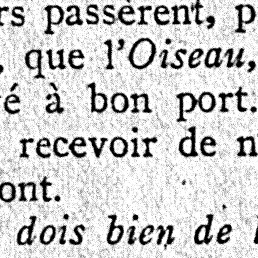 rs passèrent, p
, que l'Oiseau,
é à bon port.
recevoir de n
ont.
dois bien de l